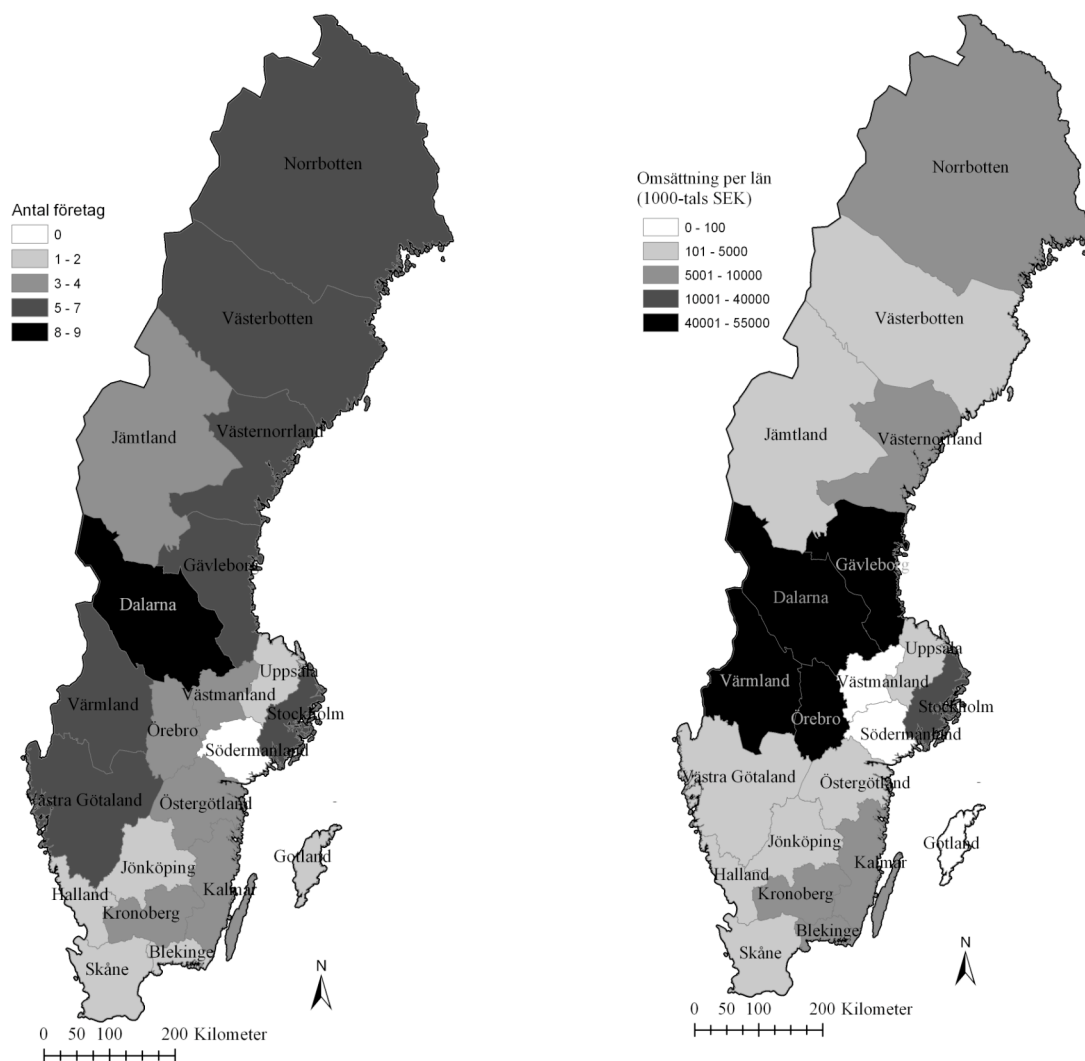 Norrbotten
Antal företag
0
1 - 2
3 - 4
5 - 7
8 - 9
Västerbotten
Jämtland
Västernorrland
Gävleborg
Dalarna
Uppsala
Västmanland
Värmland
Stockholm
Örebro
Södermanland
Västra Götaland
Östergötland
Jönköping
Gotland
Halland
Kalmar
Kronoberg
Blekinge
Skåne
N
0 50 100 200 Kilometer
Norrbotten
Omsättning per län
(1000-tals SEK)
0 - 100
101 - 5000
5001 - 10000
10001 - 40000
40001 - 55000
Västerbotten
Jämtland
Västernorrland
Gävleborg
Dalarna
Uppsala
Västmanland
Värmland
Stockholm
Örebro
Södermanland
Västra Götaland
Östergötland
Gotland
Jönköping
Kalmar
Halland
Kronoberg
Blekinge
Skåne
N
0 50 100 200 Kilometer